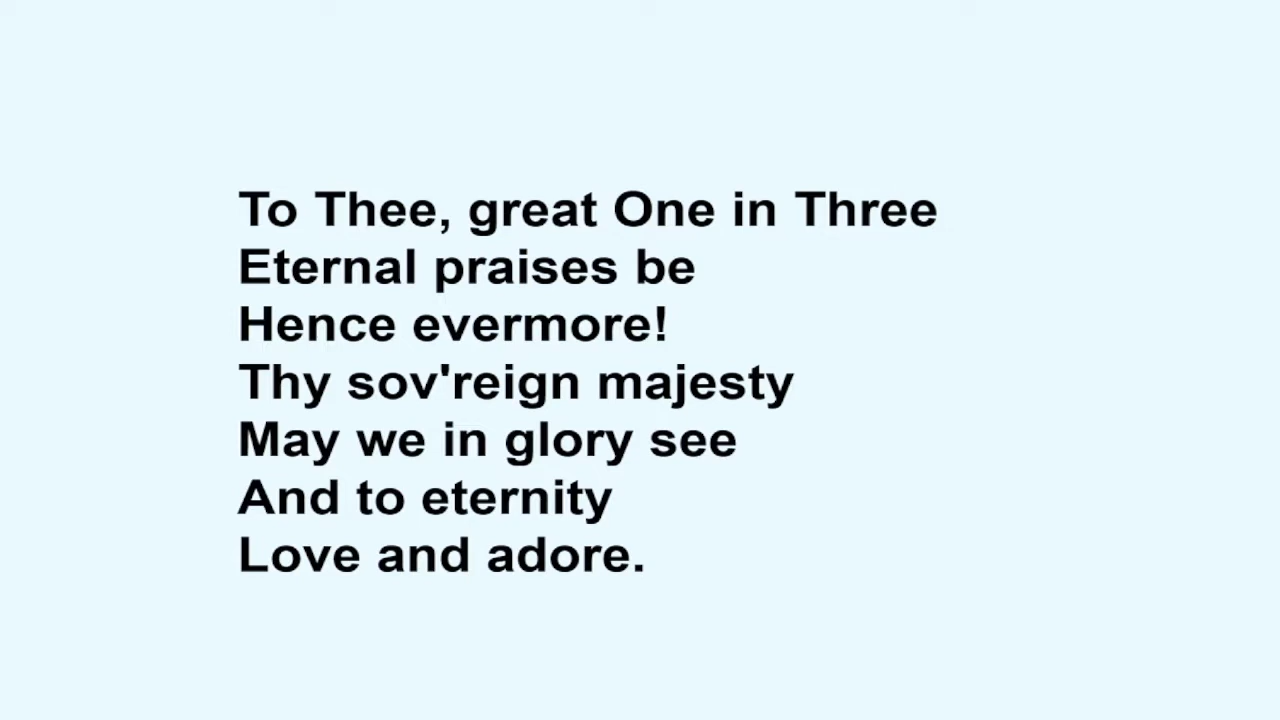 To Thee, great One in Three
Eternal praises be
Hence evermore!
Thy sov'reign majesty
May we in glory see
And to eternity
Love and adore.